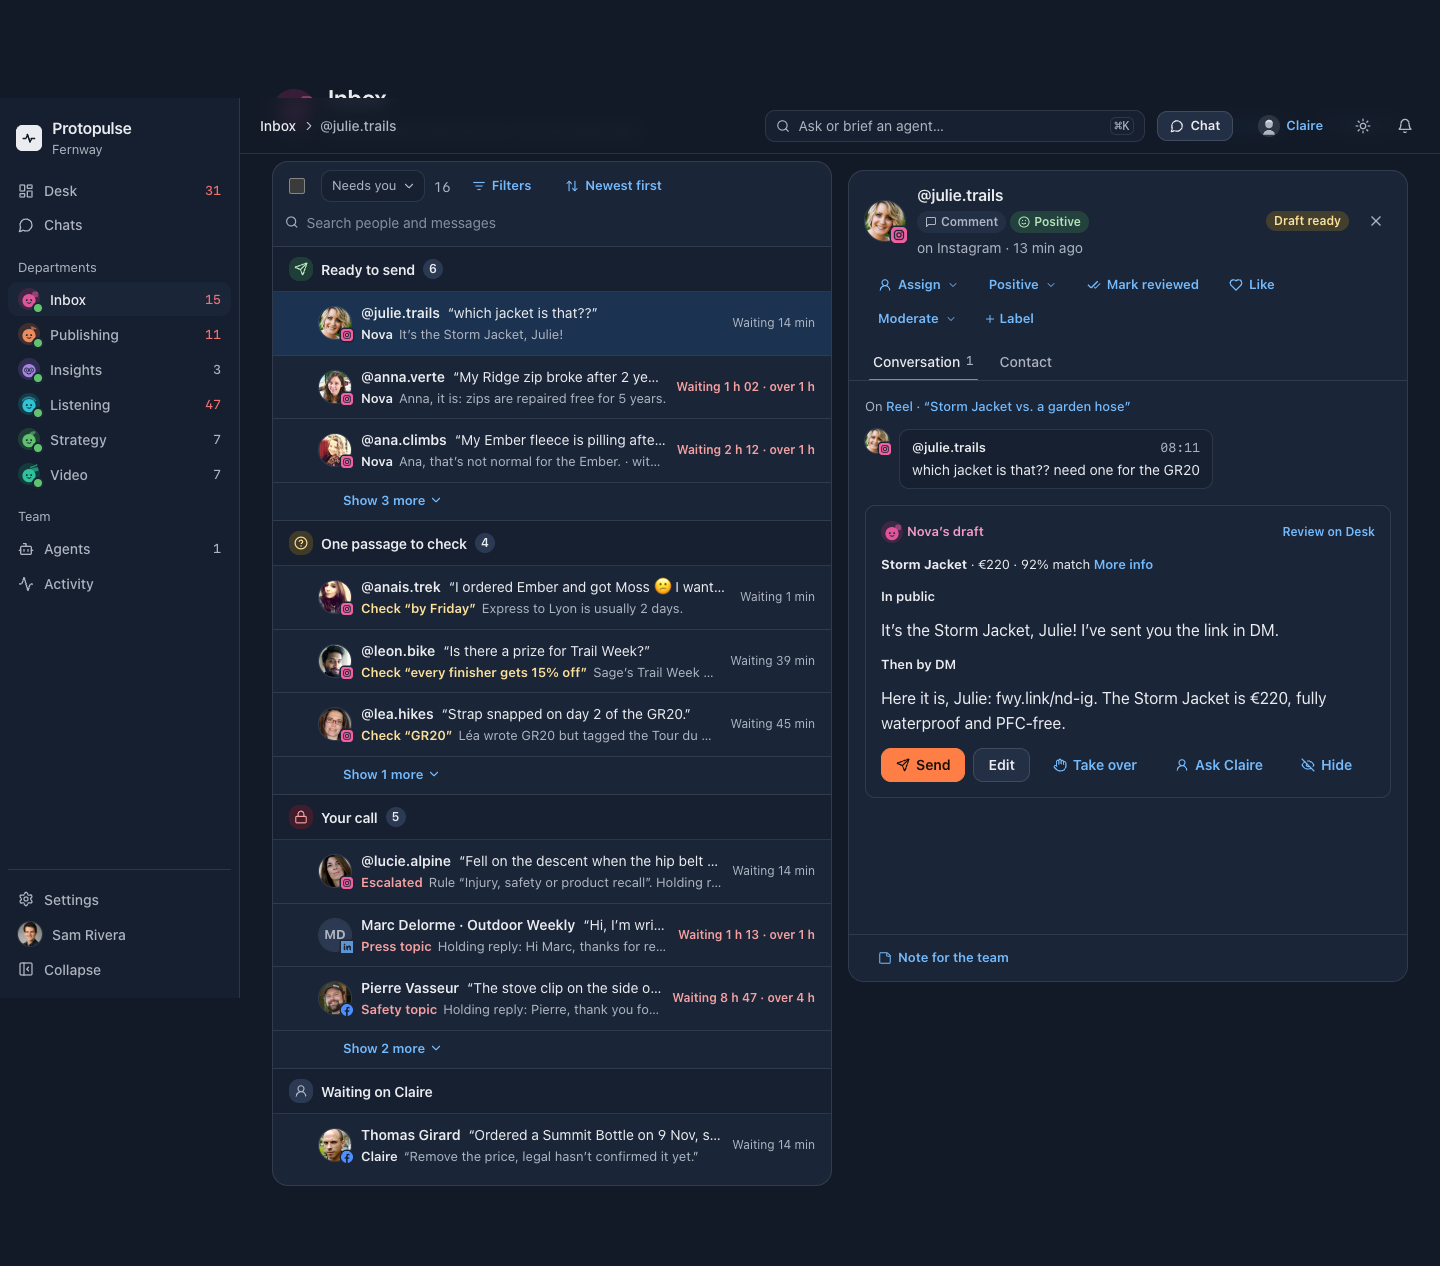 Protopulse
Fernway
Desk 31
Chats
Departments
Inbox 15
Publishing 11
Insights 3
Listening 47
Strategy 7
Video 7
Team
Agents 1
Activity
Settings
Sam Rivera
Collapse
Inbox
Inbox > @julie.trails
Ask or brief an agent… ⌘K
Chat
Claire
Needs you 16 Filters Newest first
Search people and messages
Ready to send 6
@julie.trails “which jacket is that??”
Nova It’s the Storm Jacket, Julie!
Waiting 14 min
@anna.verte “My Ridge zip broke after 2 ye…
Nova Anna, it is: zips are repaired free for 5 years.
Waiting 1 h 02 · over 1 h
@ana.climbs “My Ember fleece is pilling afte…
Nova Ana, that’s not normal for the Ember. · wit…
Waiting 2 h 12 · over 1 h
Show 3 more
One passage to check 4
@anais.trek “I ordered Ember and got Moss 😕 I want…
Check “by Friday” Express to Lyon is usually 2 days.
Waiting 1 min
@leon.bike “Is there a prize for Trail Week?”
Check “every finisher gets 15% off” Sage’s Trail Week …
Waiting 39 min
@lea.hikes “Strap snapped on day 2 of the GR20.”
Check “GR20” Léa wrote GR20 but tagged the Tour du …
Waiting 45 min
Show 1 more
Your call 5
@lucie.alpine “Fell on the descent when the hip belt …
Escalated Rule “Injury, safety or product recall”. Holding r…
Waiting 14 min
MD
Marc Delorme · Outdoor Weekly “Hi, I’m wri…
Press topic Holding reply: Hi Marc, thanks for re…
Waiting 1 h 13 · over 1 h
Pierre Vasseur “The stove clip on the side o…
Safety topic Holding reply: Pierre, thank you fo…
Waiting 8 h 47 · over 4 h
Show 2 more
Waiting on Claire
Thomas Girard “Ordered a Summit Bottle on 9 Nov, s…
Claire “Remove the price, legal hasn’t confirmed it yet.”
Waiting 14 min
@julie.trails
Comment Positive
on Instagram · 13 min ago
Draft ready
Assign Positive Mark reviewed Like
Moderate + Label
Conversation 1 Contact
On Reel · “Storm Jacket vs. a garden hose”
@julie.trails 08:11
which jacket is that?? need one for the GR20
Nova’s draft Review on Desk
Storm Jacket · €220 · 92% match More info
In public
It’s the Storm Jacket, Julie! I’ve sent you the link in DM.
Then by DM
Here it is, Julie: fwy.link/nd-ig. The Storm Jacket is €220, fully
waterproof and PFC-free.
Send Edit Take over Ask Claire Hide
Note for the team